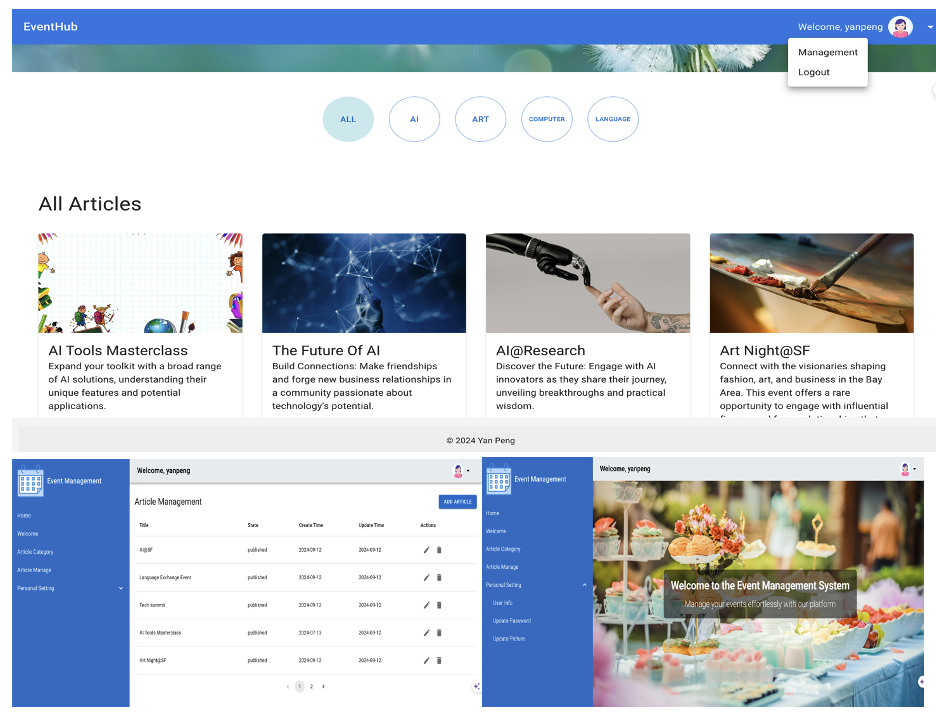 EventHub
Welcome, yanpeng
Management
Logout
ALL
AI
ART
COMPUTER
LANGUAGE
All Articles
AI Tools Masterclass
Expand your toolkit with a broad range
of AI solutions, understanding their
unique features and potential
applications.
The Future Of AI
Build Connections: Make friendships
and forge new business relationships in
a community passionate about
technology's potential.
AI@Research
Discover the Future: Engage with AI
innovators as they share their journey,
unveiling breakthroughs and practical
wisdom.
Art Night@SF
Connect with the visionaries shaping
fashion, art, and business in the Bay
Area. This event offers a rare
opportunity to engage with influential
© 2024 Yan Peng
Event Management
Home
Welcome
Article Category
Article Manage
Personal Setting
Welcome, yanpeng
Article Management
ADD ARTICLE
Title State Create Time Update Time Actions
AI@SF published 2024-09-12 2024-09-12
Language Exchange Event published 2024-09-12 2024-09-12
Tech summit published 2024-09-12 2024-09-12
AI Tools Masterclass published 2024-07-13 2024-09-12
Art Night@SF published 2024-09-12 2024-09-12
1 2
Event Management
Home
Welcome
Article Category
Article Manage
Personal Setting
User Info
Update Password
Update Picture
Welcome, yanpeng
Welcome to the Event Management System
Manage your events effortlessly with our platform